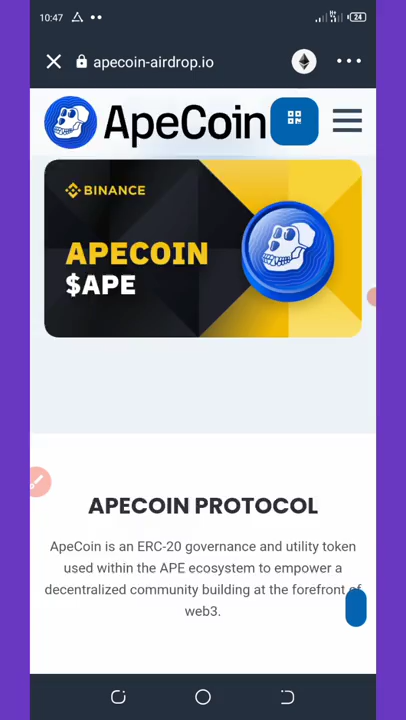 10:47
24
apecoin-airdrop.io
ApeCoin
BINANCE
APECOIN
$APE
APECOIN PROTOCOL
ApeCoin is an ERC-20 governance and utility token
used within the APE ecosystem to empower a
decentralized community building at the forefront of
web3.